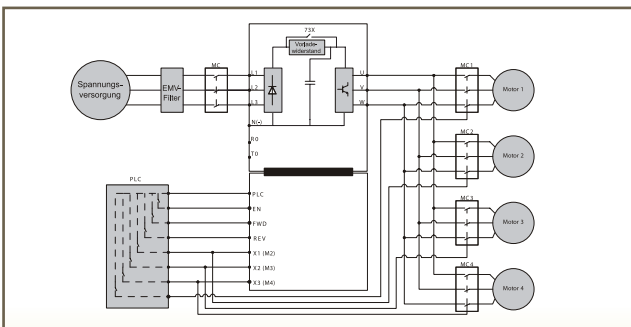 73X
Vorlade-
widerstand
Spannungs-
versorgung
EMV-
Filter
MC
L1
L2
L3
N(-)
R0
T0
U
V
W
MC1
Motor 1
MC2
Motor 2
MC3
Motor 3
MC4
Motor 4
PLC
PLC
EN
FWD
REV
X1 (M2)
X2 (M3)
X3 (M4)